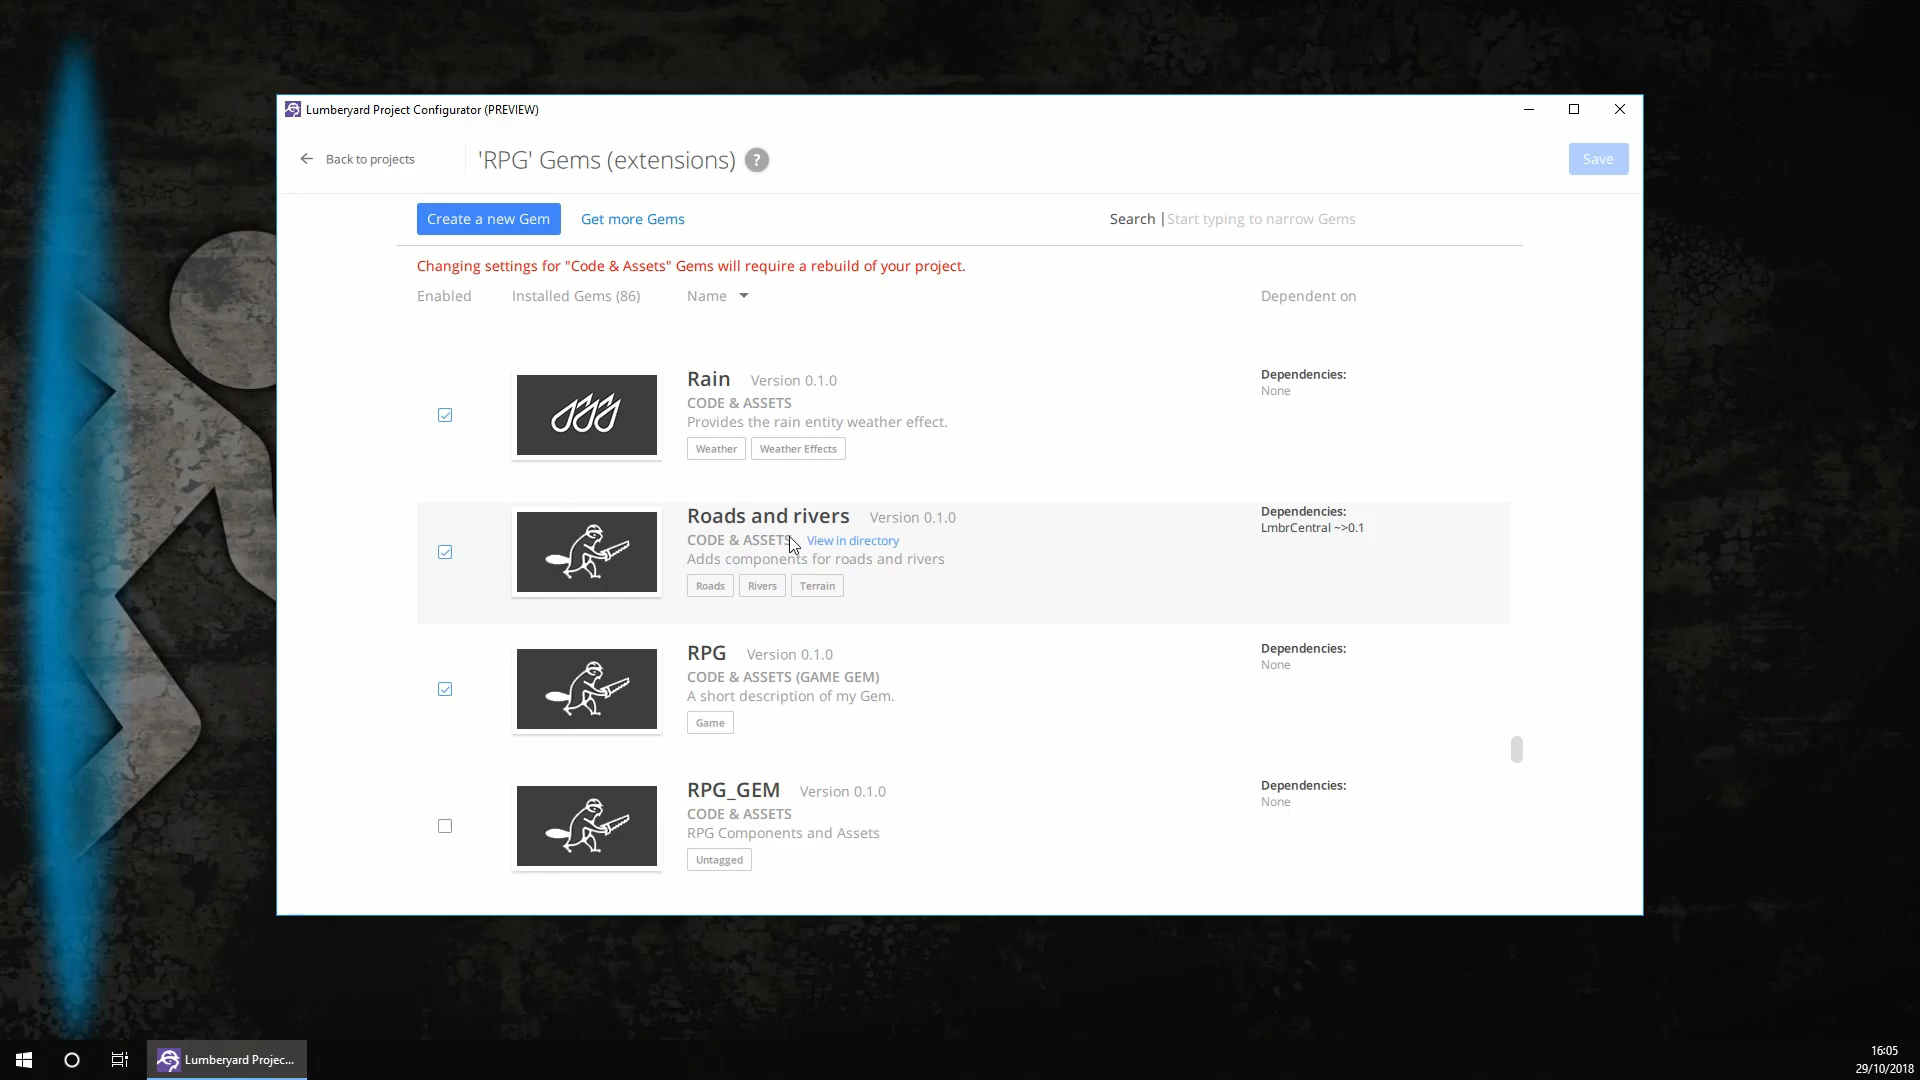 Lumberyard Project Configurator (PREVIEW)
Back to projects
'RPG' Gems (extensions) ?
Save
Create a new Gem Get more Gems
Search Start typing to narrow Gems
Changing settings for "Code & Assets" Gems will require a rebuild of your project.
Enabled Installed Gems (86) Name Dependent on
Rain Version 0.1.0
CODE & ASSETS
Provides the rain entity weather effect.
Weather Weather Effects
Dependencies:
None
Roads and rivers Version 0.1.0
CODE & ASSETS View in directory
Adds components for roads and rivers
Roads Rivers Terrain
Dependencies:
LmbrCentral ~>0.1
RPG Version 0.1.0
CODE & ASSETS (GAME GEM)
A short description of my Gem.
Game
Dependencies:
None
RPG_GEM Version 0.1.0
CODE & ASSETS
RPG Components and Assets
Untagged
Dependencies:
None
Lumberyard Projec...
16:05
29/10/2018